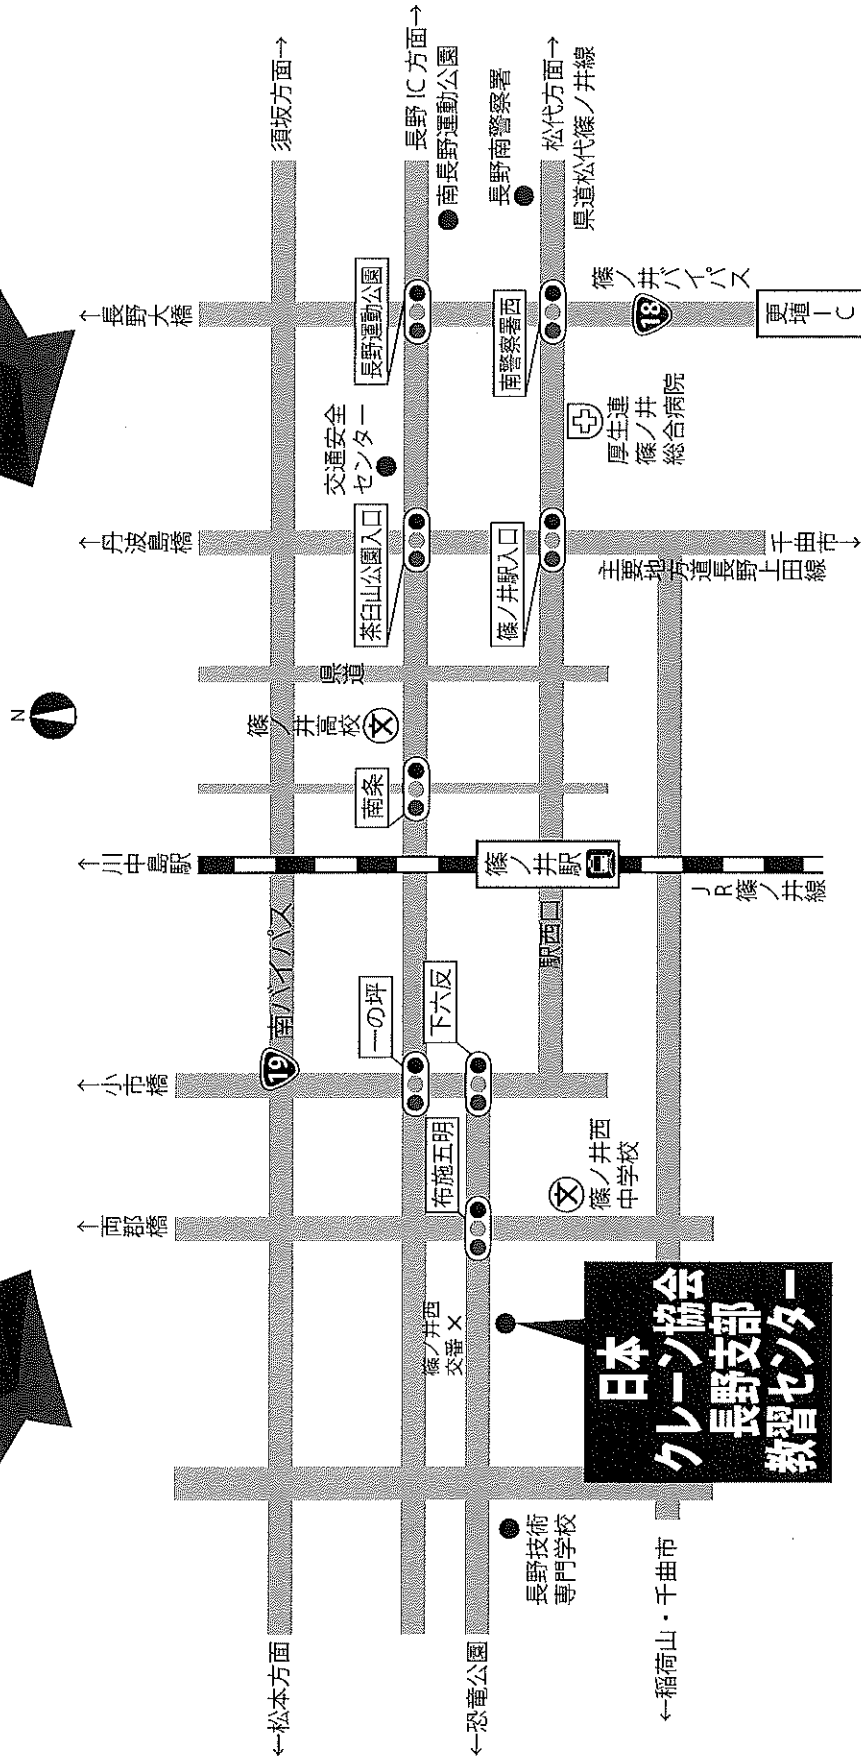 N
↑
長野大橋
↑
丹波島橋
↑
川中島駅
↑
小市橋
↑
両郡橋
須坂方面→
長野IC方面→
南長野運動公園
長野南警察署
松代方面→
県道松代篠ノ井線
長野運動公園
南警察署西
篠ノ井バイパス
18
更埴IC
交通安全
センター
厚生連
篠ノ井
総合病院
茶臼山公園入口
篠ノ井駅入口
主要地方道長野上田線
千曲市
↓
県道
篠ノ井高校
文
南条
篠ノ井駅
JR篠ノ井線
駅西口
19
南バイパス
一の坪
下六反
布施五明
文
篠ノ井西
中学校
篠ノ井西
交番
×
日本
クレーン協会
長野支部
教習センター
長野技術
専門学校
←松本方面
←恐竜公園
←稲荷山・千曲市